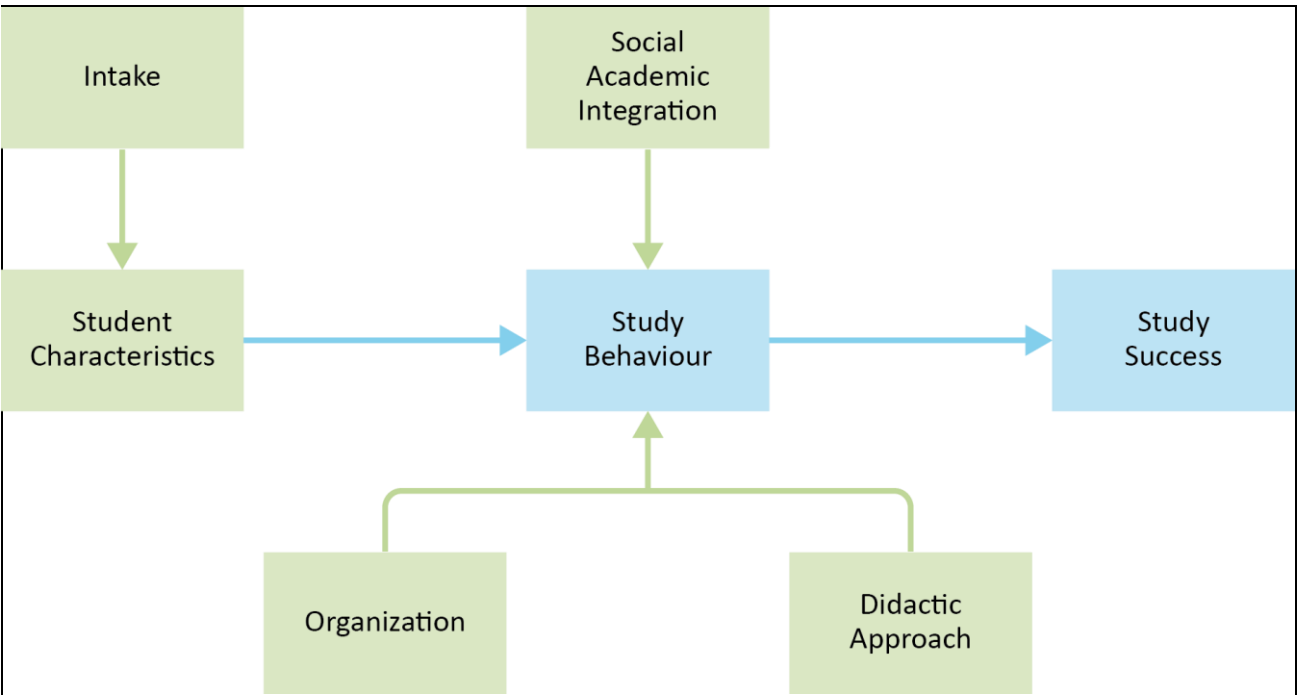 Intake
Social
Academic
Integration
Student
Characteristics
Study
Behaviour
Study
Success
Organization
Didactic
Approach